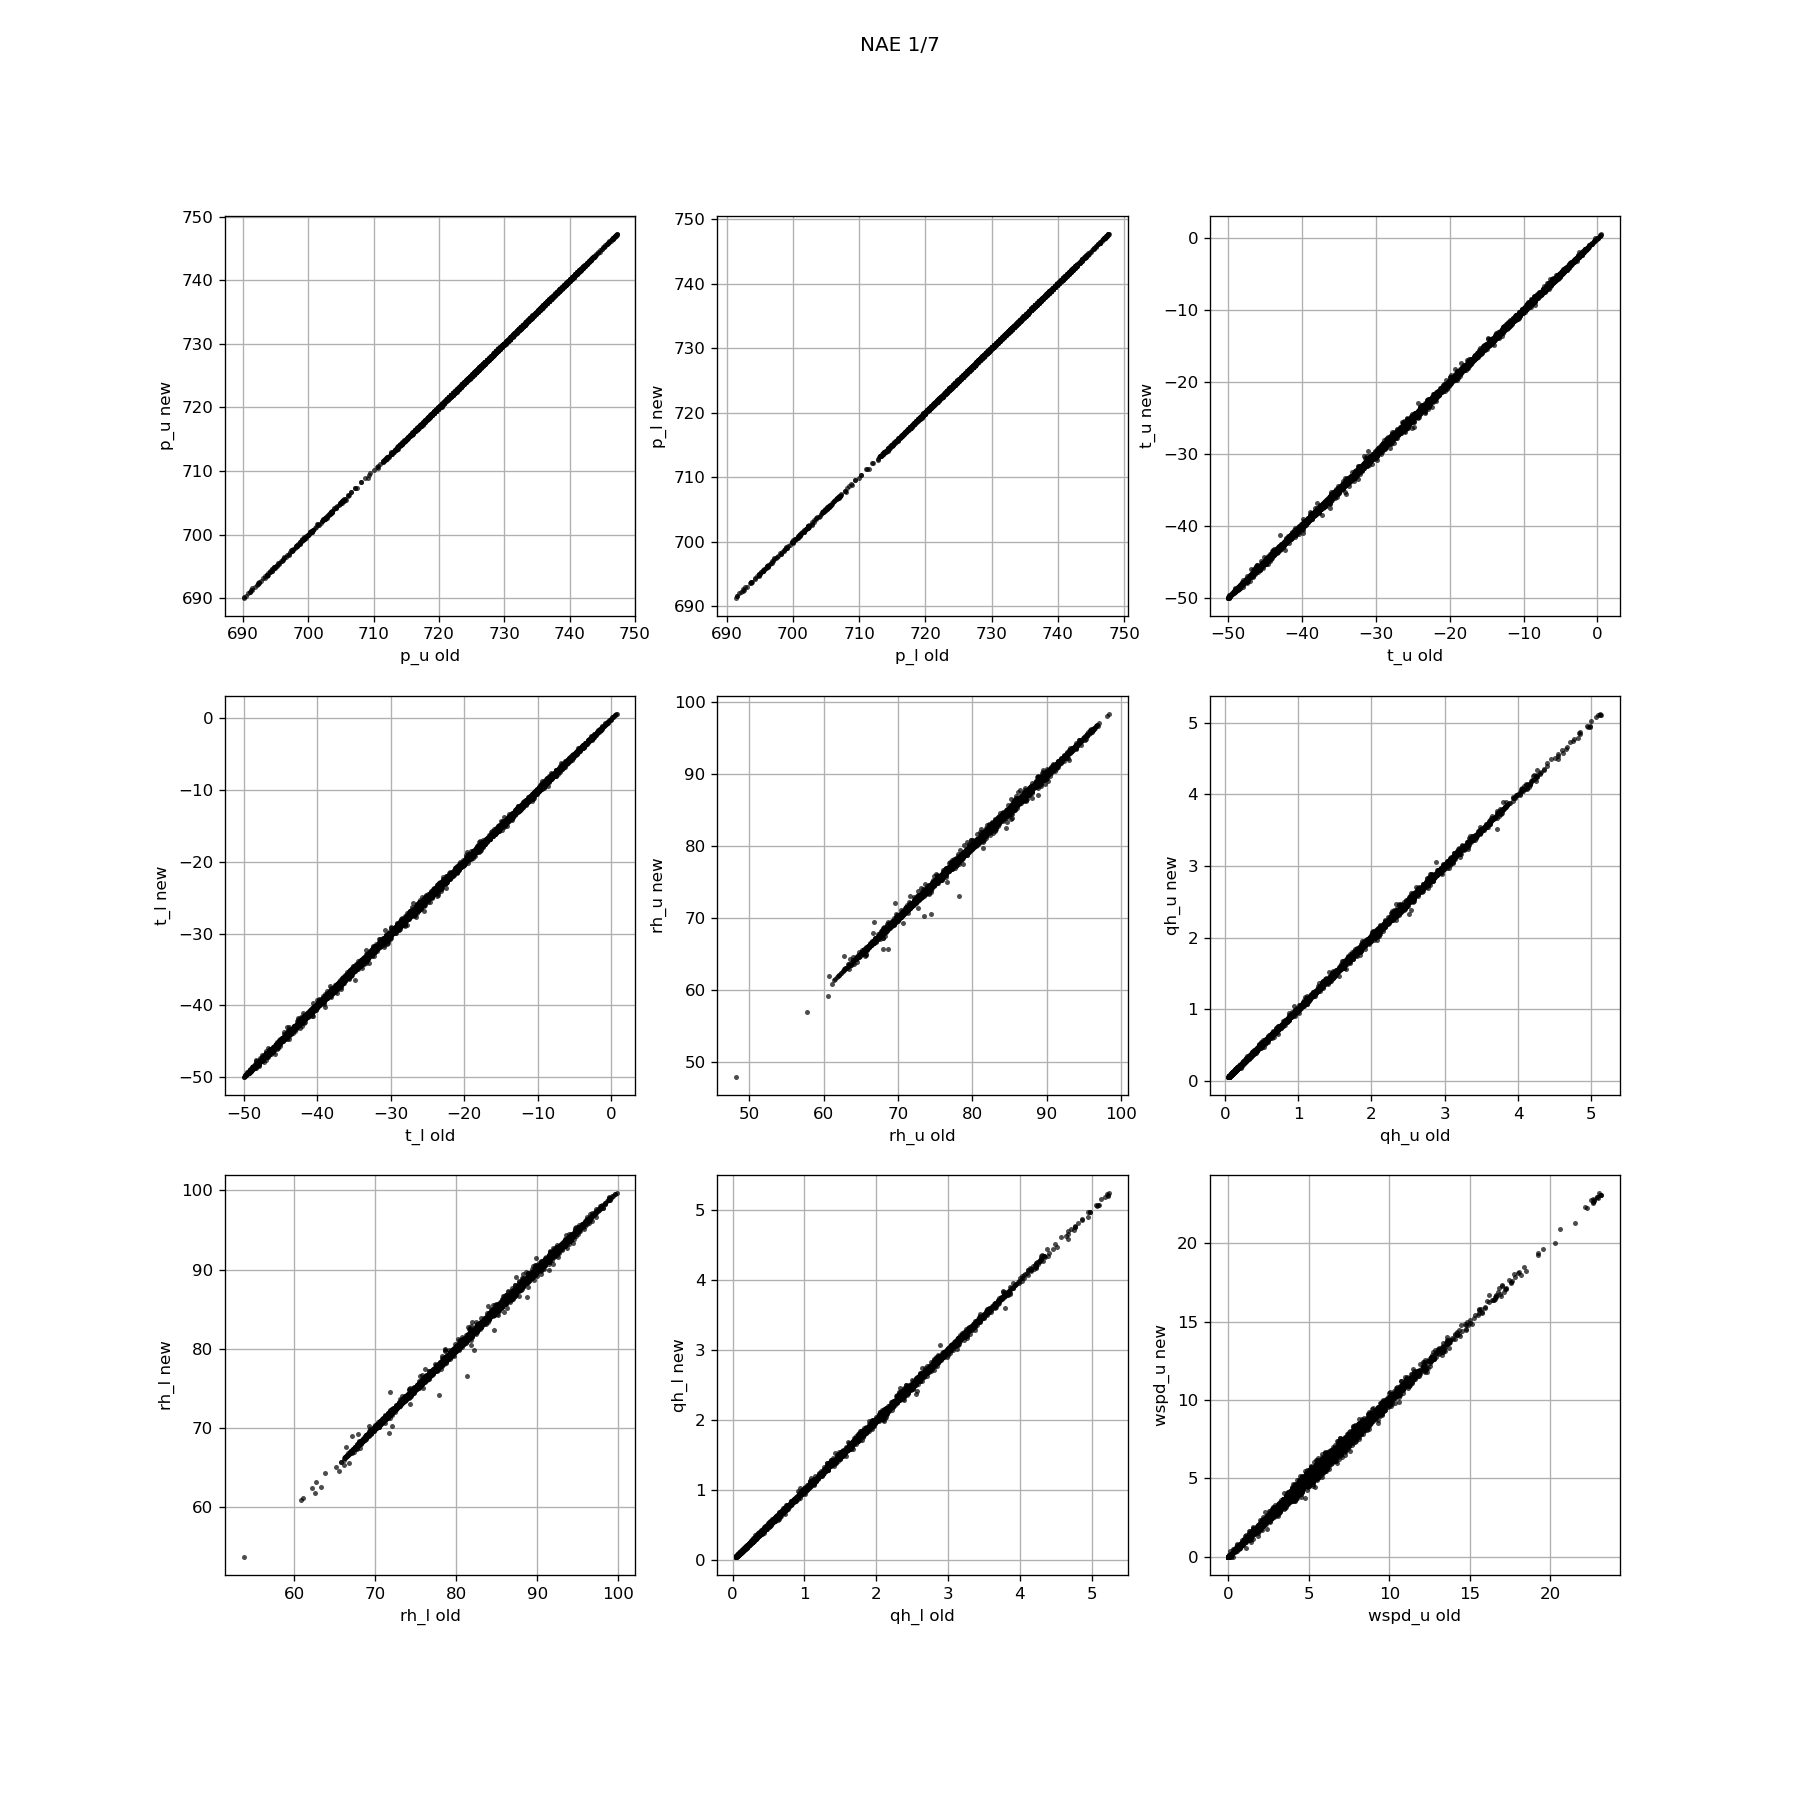 NAE 1/7
750
740
730
720
710
700
690
p_u new
690 700 710 720 730 740 750
p_u old
750
740
730
720
710
700
690
p_l new
690 700 710 720 730 740 750
p_l old
0
−10
−20
−30
−40
−50
t_u new
−50 −40 −30 −20 −10 0
t_u old
0
−10
−20
−30
−40
−50
t_l new
−50 −40 −30 −20 −10 0
t_l old
100
90
80
70
60
50
rh_u new
50 60 70 80 90 100
rh_u old
5
4
3
2
1
0
qh_u new
0 1 2 3 4 5
qh_u old
100
90
80
70
60
rh_l new
60 70 80 90 100
rh_l old
5
4
3
2
1
0
qh_l new
0 1 2 3 4 5
qh_l old
20
15
10
5
0
wspd_u new
0 5 10 15 20
wspd_u old